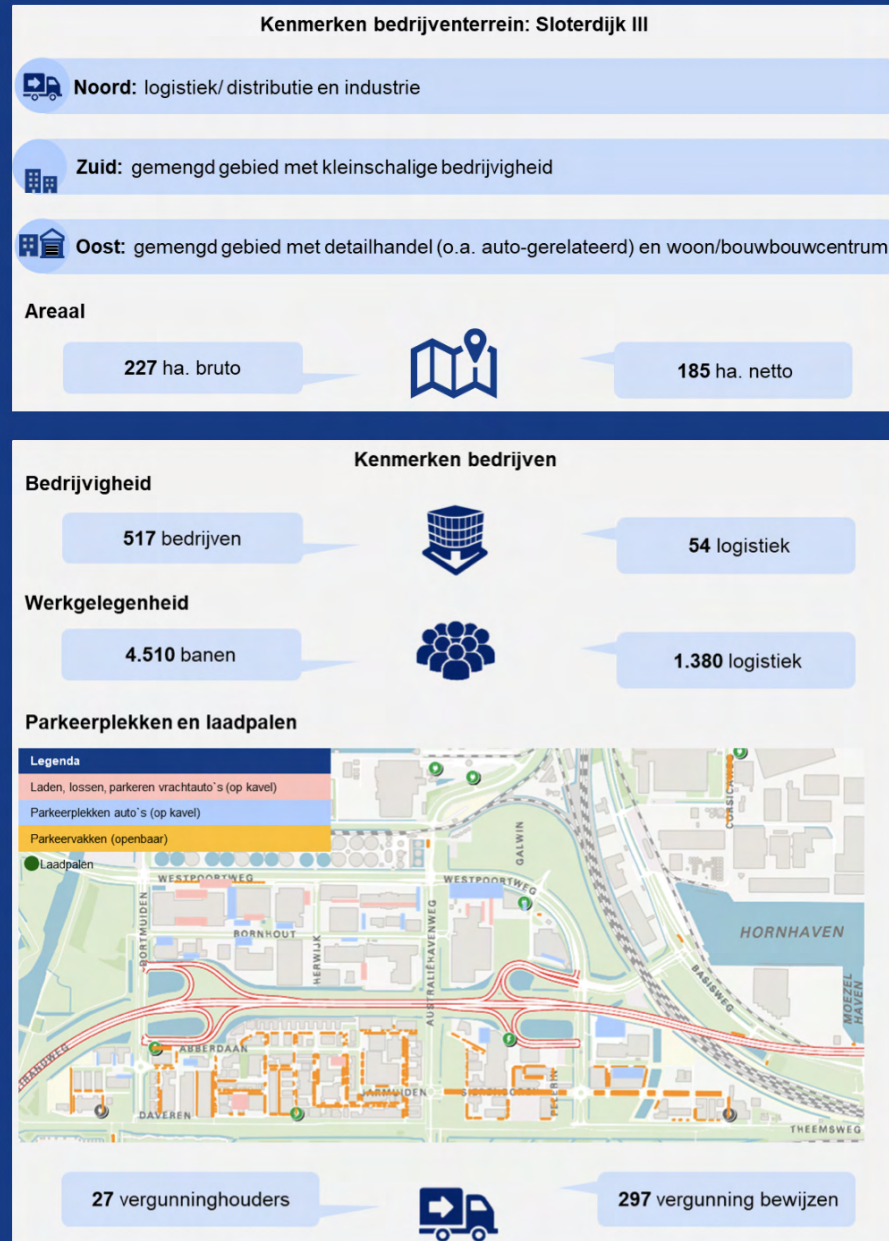 Kenmerken bedrijventerrein: Sloterdijk III
Noord: logistiek/ distributie en industrie
Zuid: gemengd gebied met kleinschalige bedrijvigheid
Oost: gemengd gebied met detailhandel (o.a. auto-gerelateerd) en woon/bouwbouwcentrum
Areaal
227 ha. bruto
185 ha. netto
Kenmerken bedrijven
Bedrijvigheid
517 bedrijven
54 logistiek
Werkgelegenheid
4.510 banen
1.380 logistiek
Parkeerplekken en laadpalen
Legenda
Laden, lossen, parkeren vrachtauto`s (op kavel)
Parkeerplekken auto`s (op kavel)
Parkeervakken (openbaar)
Laadpalen
CORSICAWEG
GALWIN
WESTPOORTWEG
WESTPOORTWEG
DORTMUIDEN
BORNHOUT
HERWIJK
AUSTRALIËHAVENWEG
HORNHAVEN
BASISWEG
MOEZEL
HAVEN
ABBERDAAN
JARMUIDEN
DAVEREN
THEEMSWEG
27 vergunninghouders
297 vergunning bewijzen